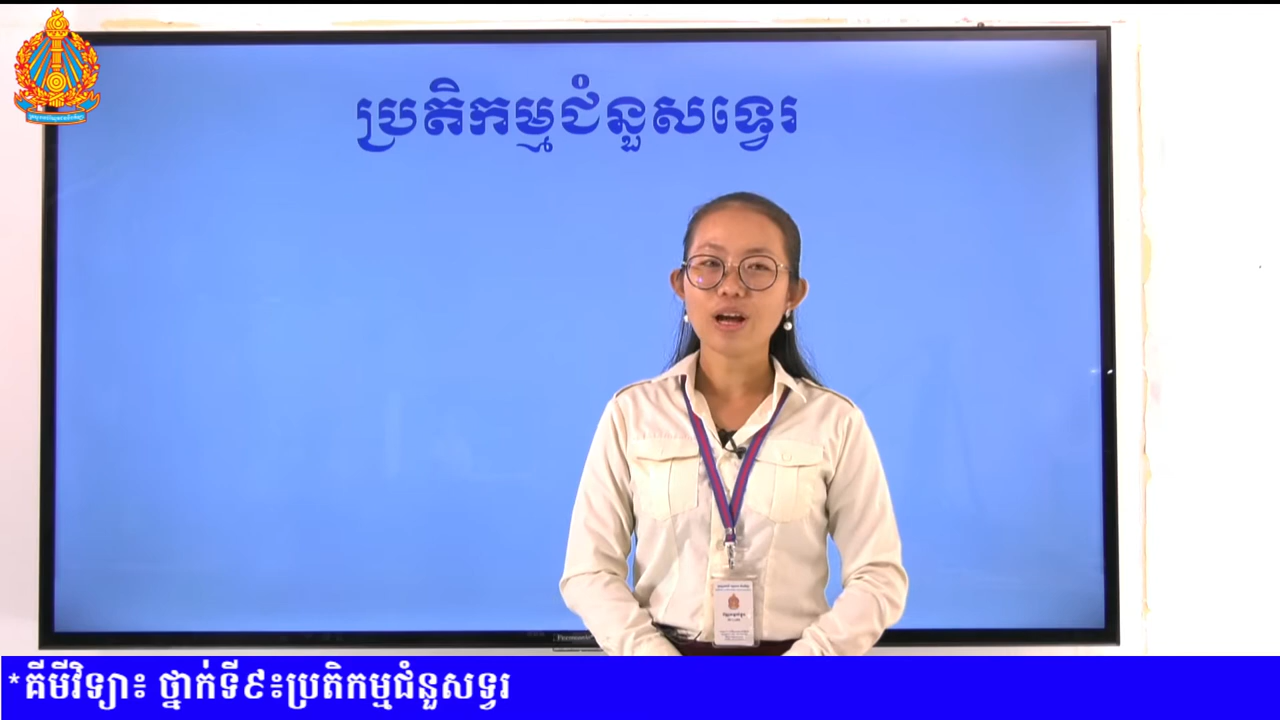 ប្រតិកម្មជំនួសទ្វេរ
*គីមីវិទ្យា៖ ថ្នាក់ទី៩៖ប្រតិកម្មជំនួសទ្វរ